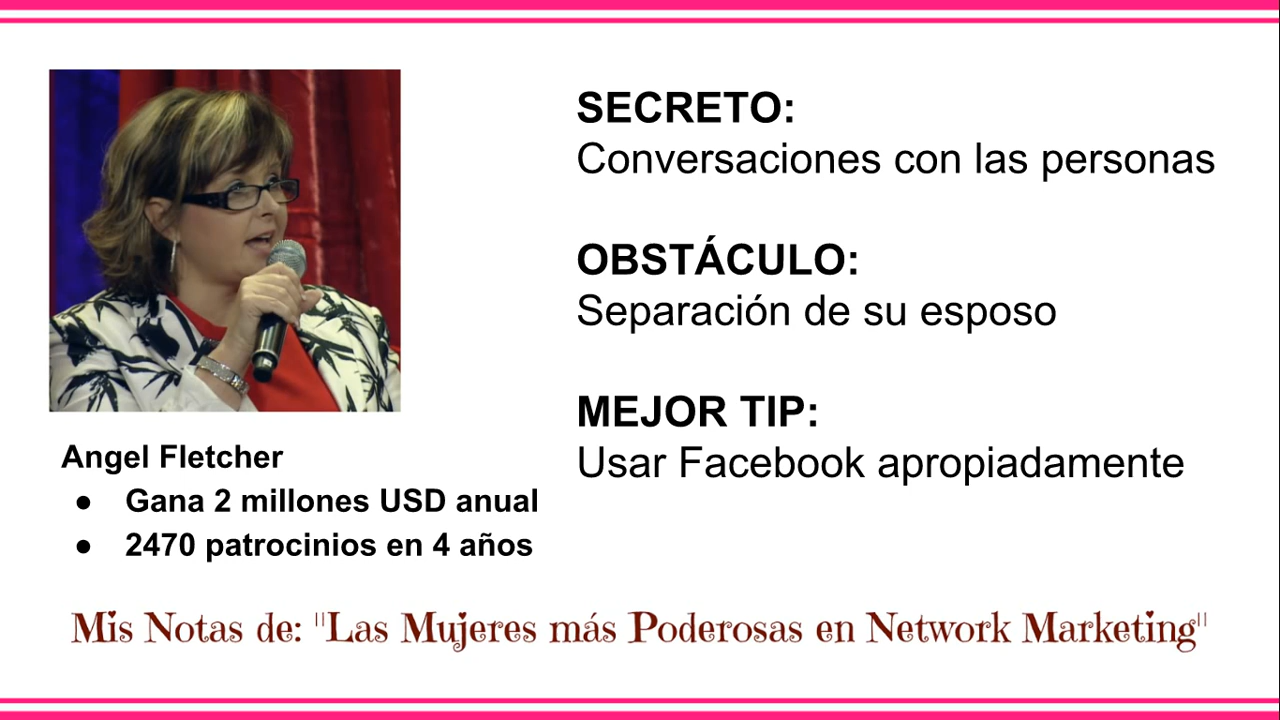 SECRETO:
Conversaciones con las personas
OBSTÁCULO:
Separación de su esposo
MEJOR TIP:
Usar Facebook apropiadamente
Angel Fletcher
● Gana 2 millones USD anual
● 2470 patrocinios en 4 años
Mis Notas de: "Las Mujeres más Poderosas en Network Marketing"